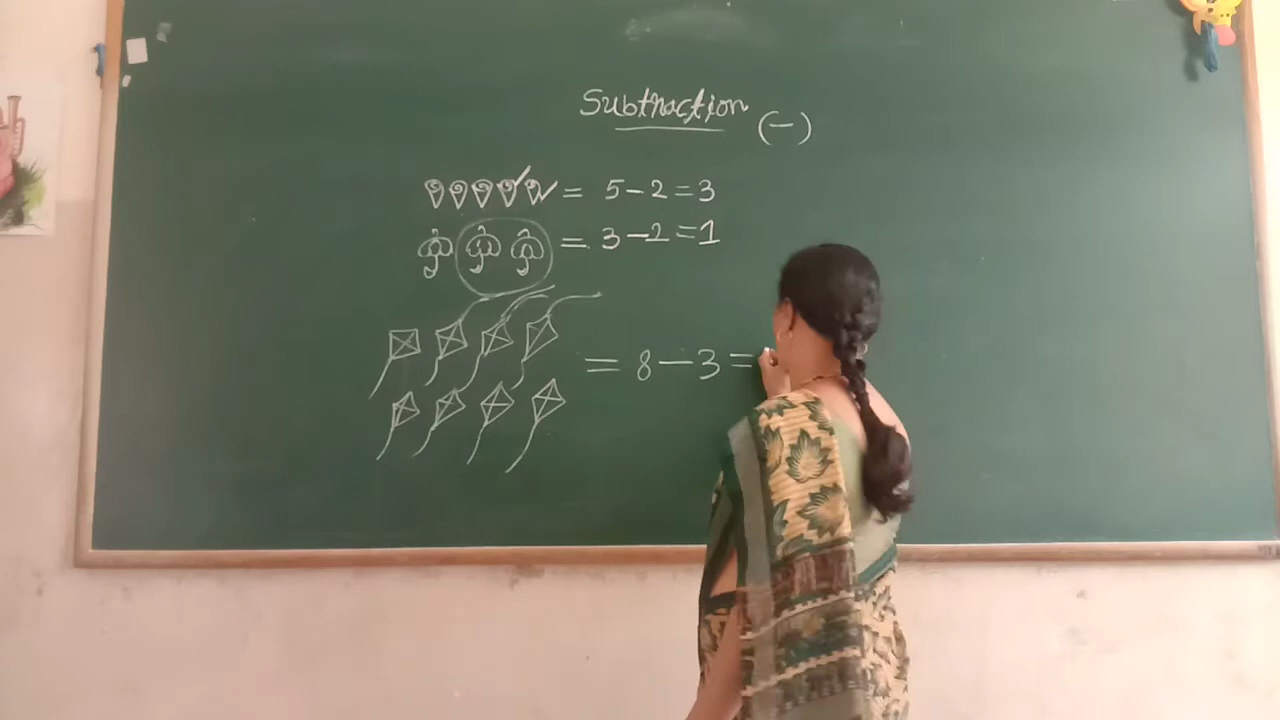 Subtraction (-)
= 5-2=3
= 3-2=1
= 8-3=